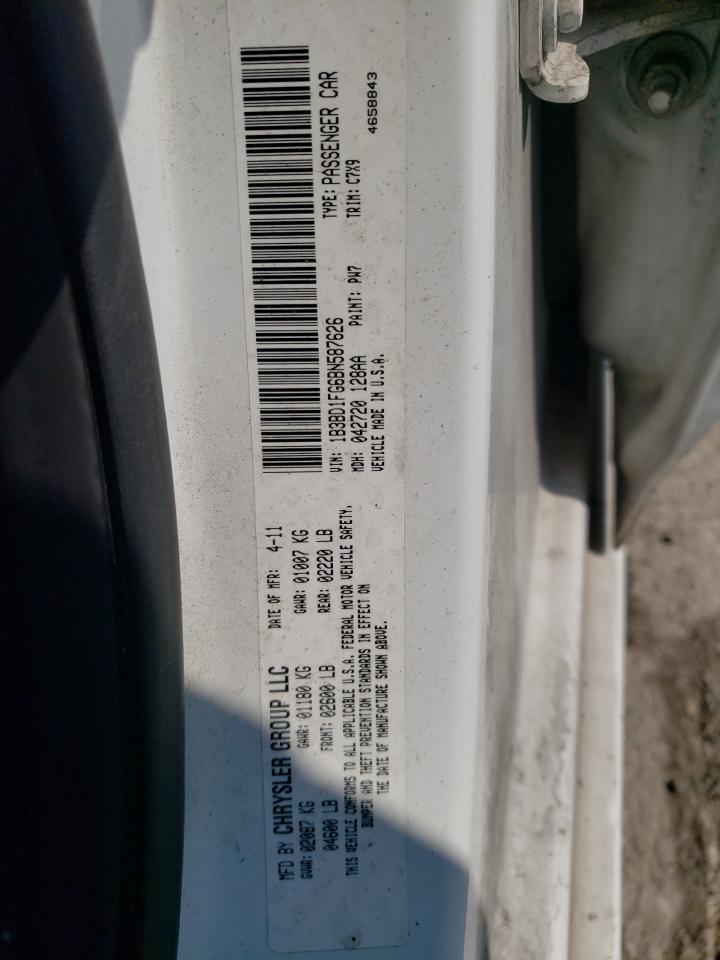 MFD BY CHRYSLER GROUP LLC DATE OF MFR: 4-11
GVWR: 02087 KG GAWR: 01180 KG GAWR: 01007 KG
04600 LB FRONT: 02600 LB REAR: 02220 LB
THIS VEHICLE CONFORMS TO ALL APPLICABLE U.S.A. FEDERAL MOTOR VEHICLE SAFETY,
BUMPER AND THEFT PREVENTION STANDARDS IN EFFECT ON
THE DATE OF MANUFACTURE SHOWN ABOVE.
VIN: 1B3BD1FG6BN587626 TYPE: PASSENGER CAR
MDH: 042720 128AA PAINT: PW7 TRIM: C7X9
VEHICLE MADE IN U.S.A. 4658843